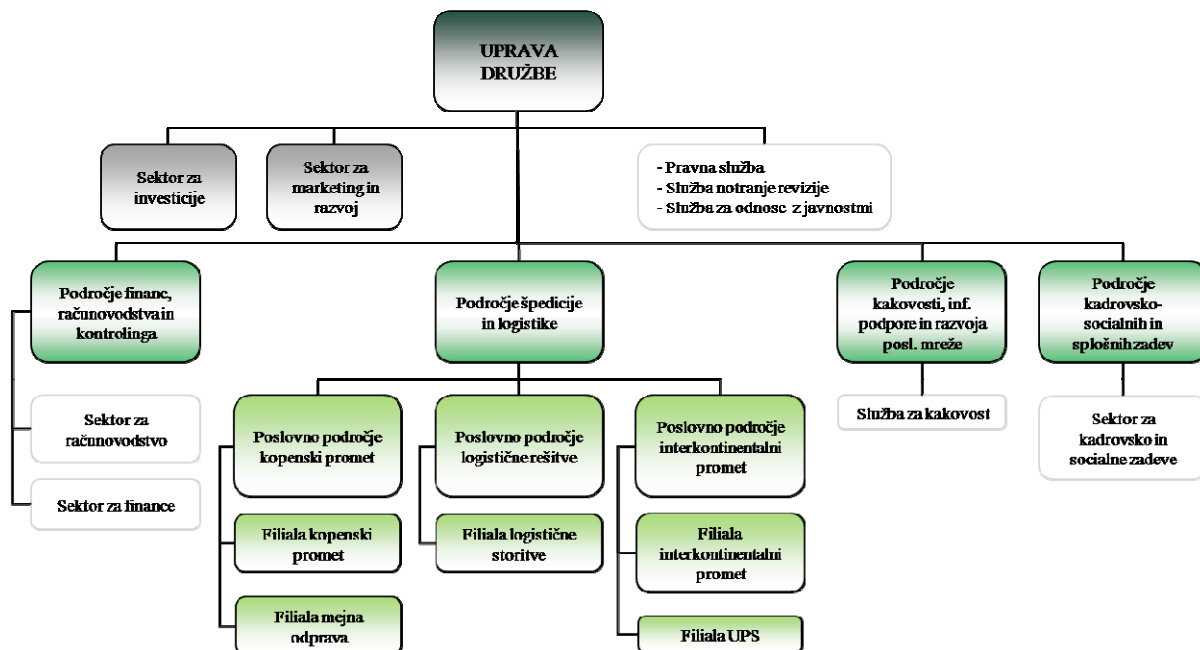 UPRAVA
DRUŽBE
Sektor za
investicije
Sektor za
marketing in
razvoj
- Pravna služba
- Služba notranje revizije
- Služba za odnose z javnostmi
Področje financ,
računovodstva in
kontrolinga
Področje špedicije
in logistike
Področje
kakovosti, inf.
podpore in razvoja
posl. mreže
Področje
kadrovsko-
socialnih in
splošnih zadev
Sektor za
računovodstvo
Sektor za finance
Poslovno področje
kopenski promet
Filiala kopenski
promet
Filiala mejna
odprava
Poslovno področje
logistične rešitve
Filiala logistične
storitve
Poslovno področje
interkontinentalni
promet
Filiala
interkontinentalni
promet
Filiala UPS
Služba za kakovost
Sektor za
kadrovsko in
socialne zadeve